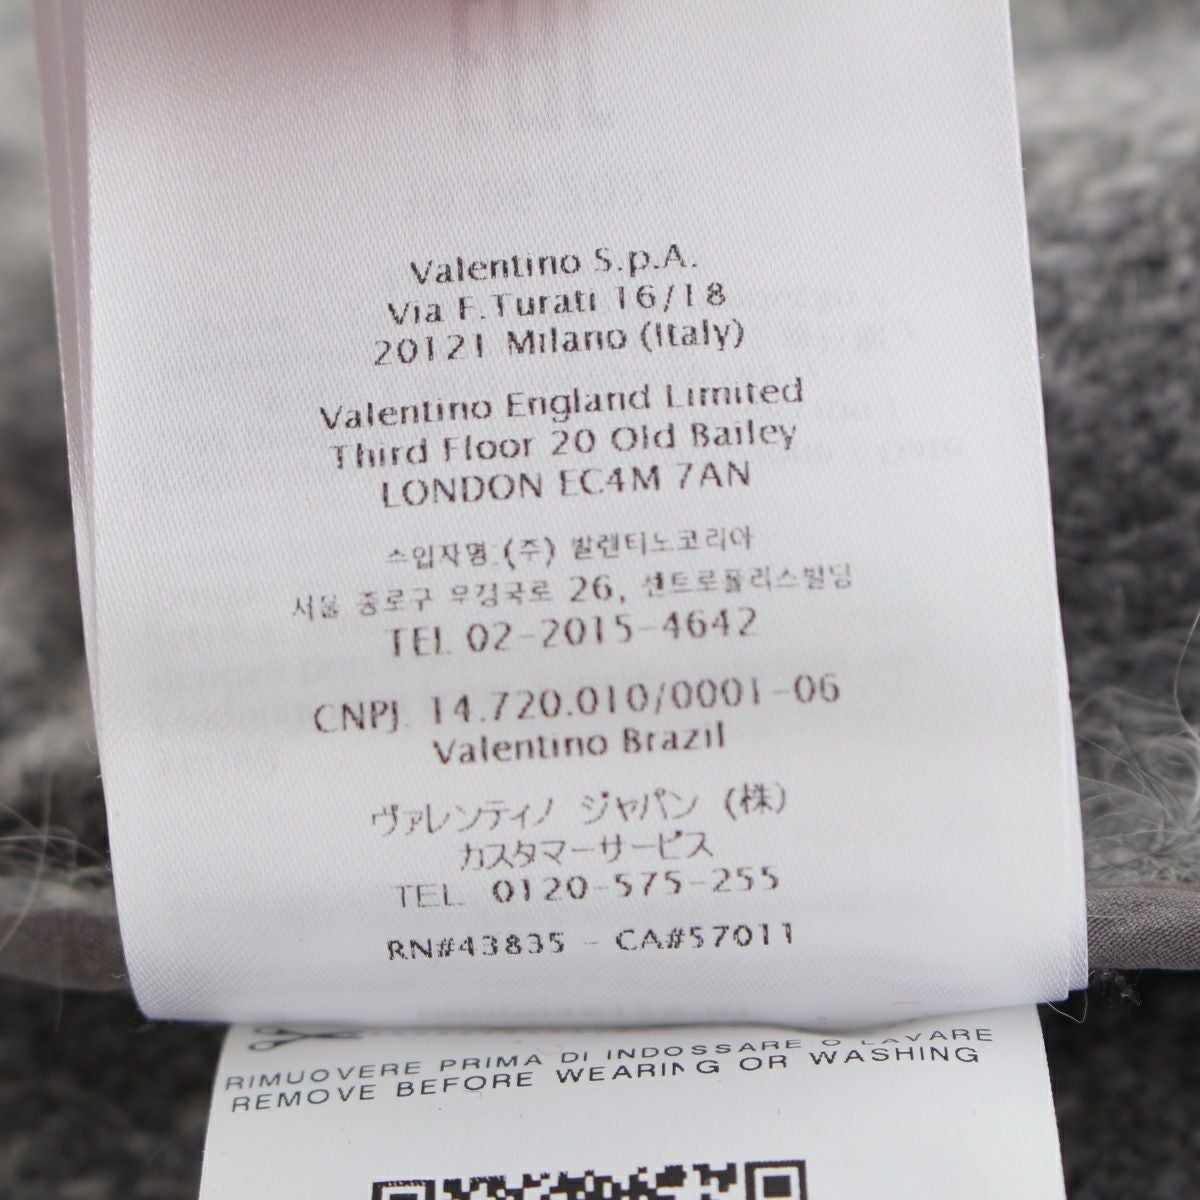 Valentino S.p.A.
Via F. Turati 16/18
20121 Milano (Italy)
Valentino England Limited
Third Floor 20 Old Bailey
LONDON EC4M 7AN
수입자명:(주) 발렌티노코리아
서울 종로구 우정국로 26, 센트로폴리스빌딩
TEL 02-2015-4642
CNPJ. 14.720.010/0001-06
Valentino Brazil
ヴァレンティノ ジャパン (株)
カスタマーサービス
TEL. 0120-575-255
RN#43835 - CA#57011
RIMUOVERE PRIMA DI INDOSSARE O LAVARE
REMOVE BEFORE WEARING OR WASHING